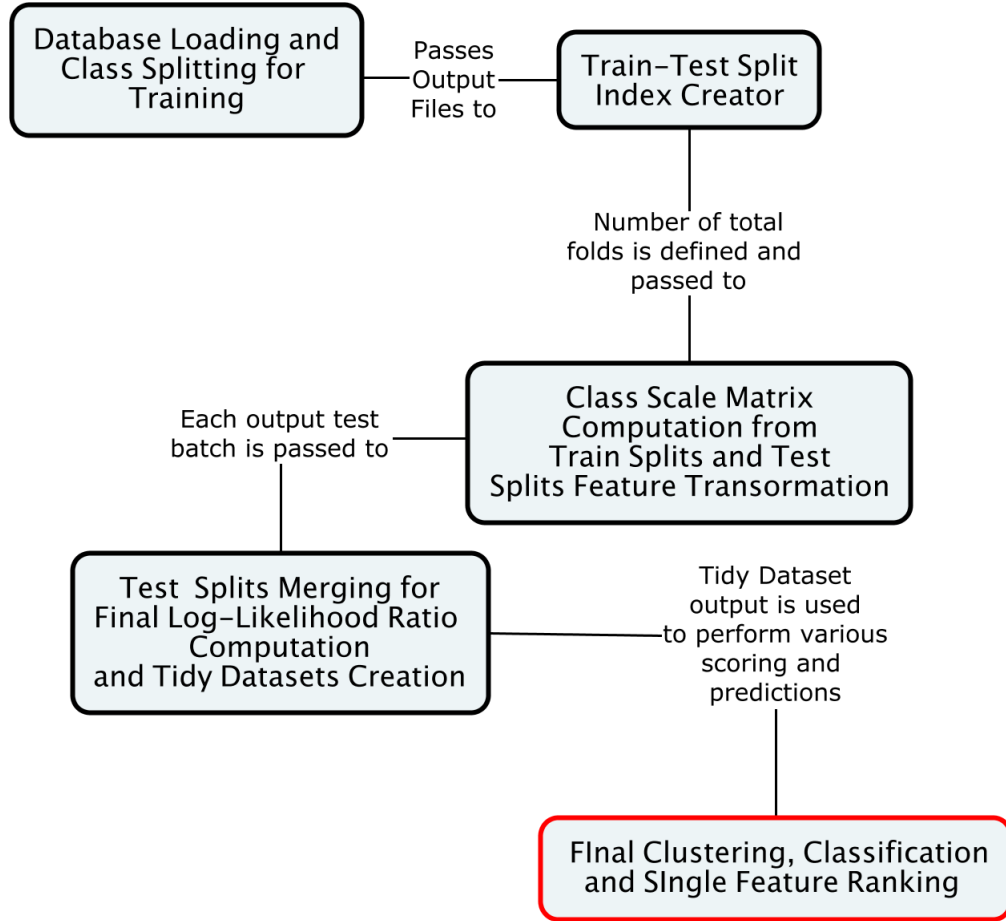 Database Loading and
Class Splitting for
Training
Passes
Output
Files to
Train-Test Split
Index Creator
Number of total
folds is defined and
passed to
Class Scale Matrix
Computation from
Train Splits and Test
Splits Feature Transormation
Each output test
batch is passed to
Test Splits Merging for
Final Log-Likelihood Ratio
Computation
and Tidy Datasets Creation
Tidy Dataset
output is used
to perform various
scoring and
predictions
FInal Clustering, Classification
and SIngle Feature Ranking